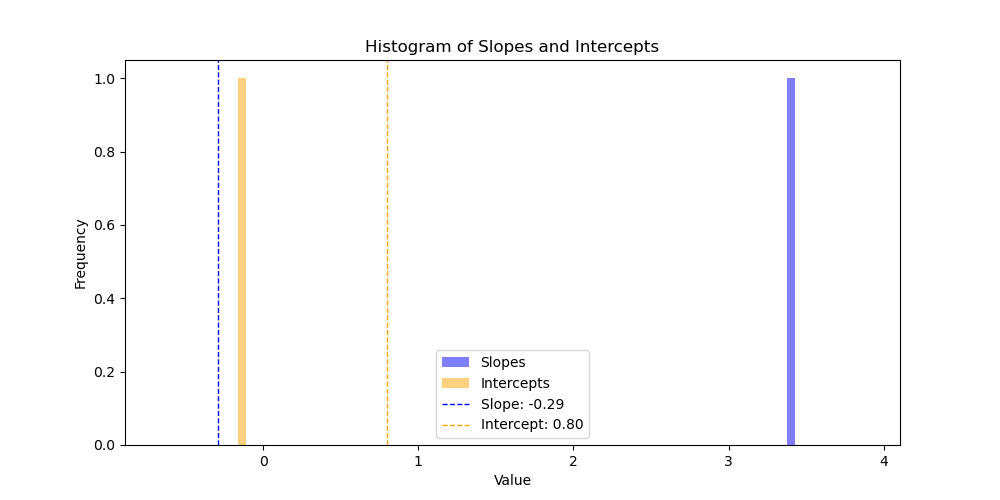 Histogram of Slopes and Intercepts
Frequency
1.0
0.8
0.6
0.4
0.2
0.0
Slopes
Intercepts
Slope: -0.29
Intercept: 0.80
0 1 2 3 4
Value